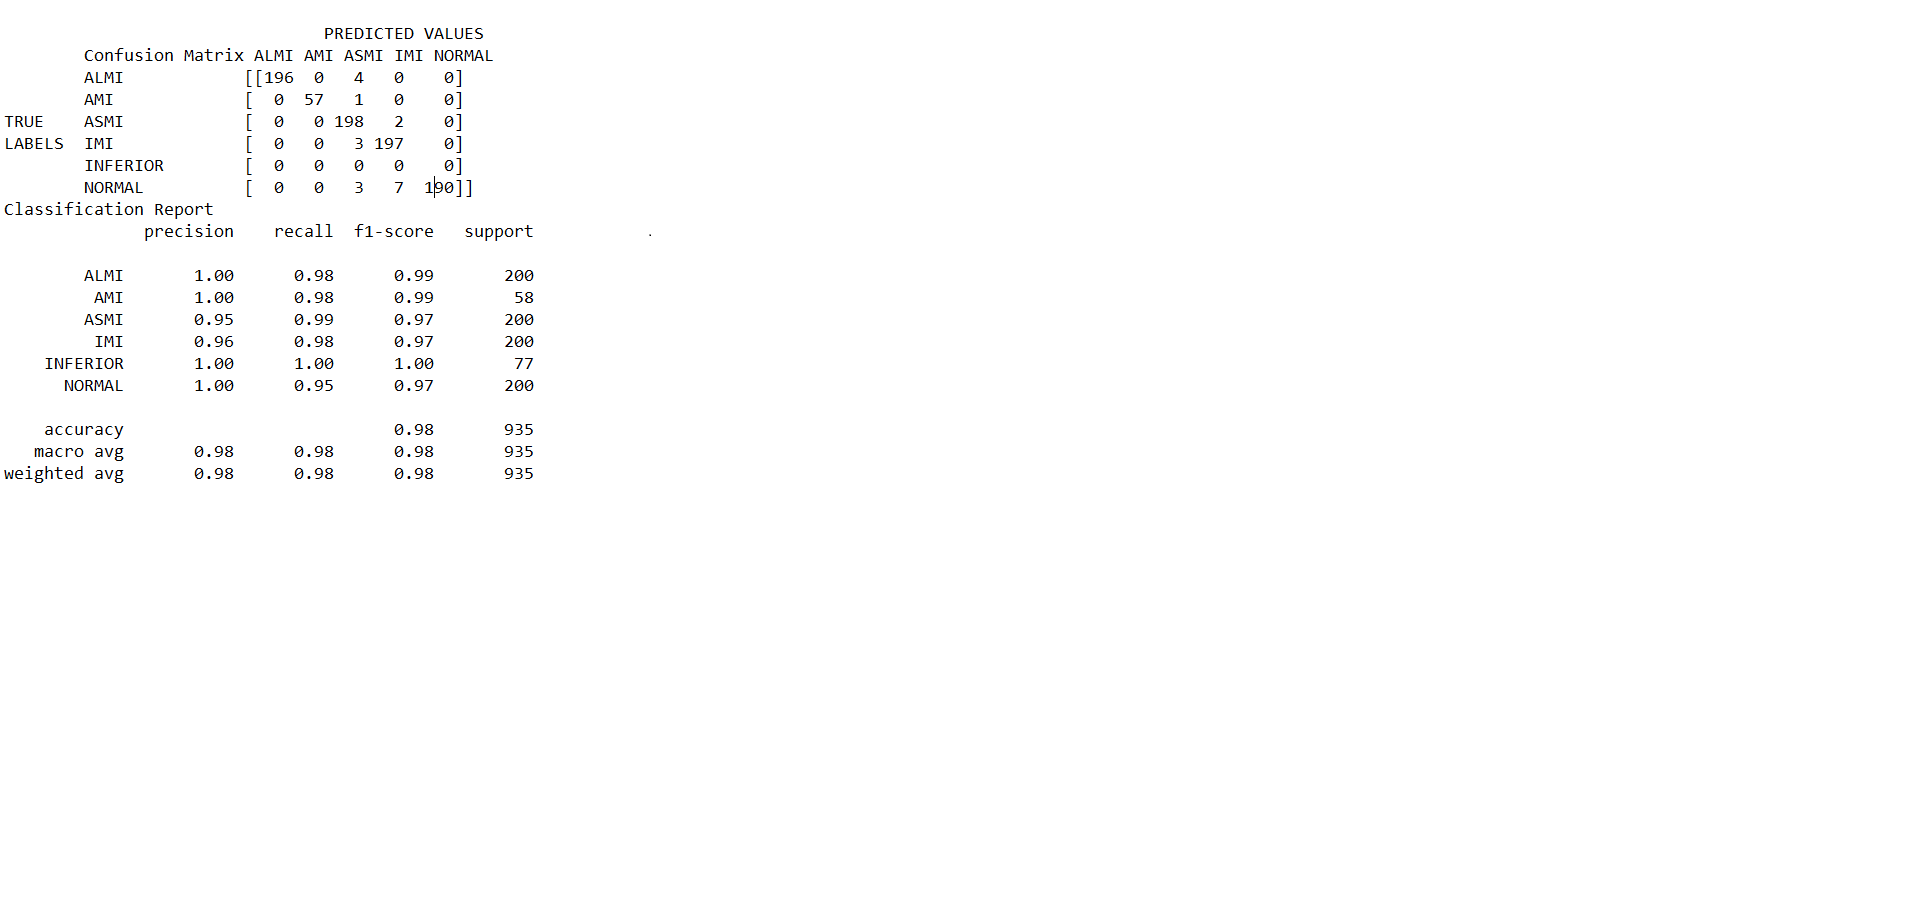 PREDICTED VALUES
Confusion Matrix ALMI AMI ASMI IMI NORMAL
ALMI [[196 0 4 0 0]
AMI [ 0 57 1 0 0]
TRUE ASMI [ 0 0 198 2 0]
LABELS IMI [ 0 0 3 197 0]
INFERIOR [ 0 0 0 0 0]
NORMAL [ 0 0 3 7 190]]
Classification Report
precision recall f1-score support .
ALMI 1.00 0.98 0.99 200
AMI 1.00 0.98 0.99 58
ASMI 0.95 0.99 0.97 200
IMI 0.96 0.98 0.97 200
INFERIOR 1.00 1.00 1.00 77
NORMAL 1.00 0.95 0.97 200
accuracy 0.98 935
macro avg 0.98 0.98 0.98 935
weighted avg 0.98 0.98 0.98 935